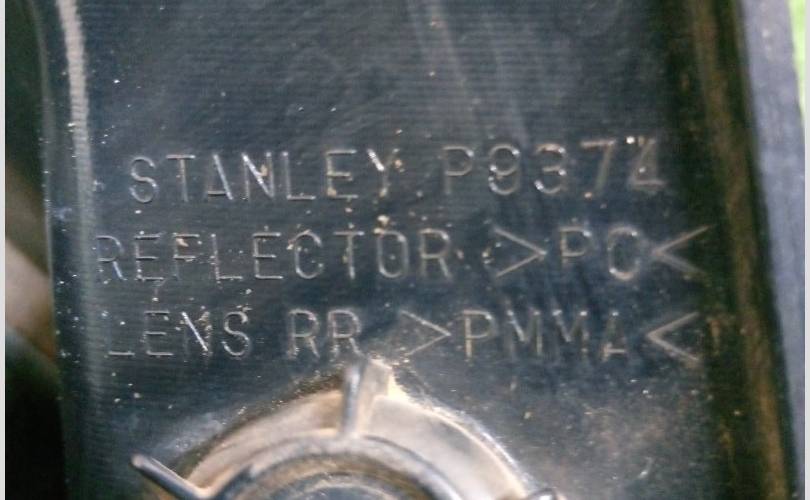 STANLEY P9374
REFLECTOR >PC<
LENS RR >PMMA<